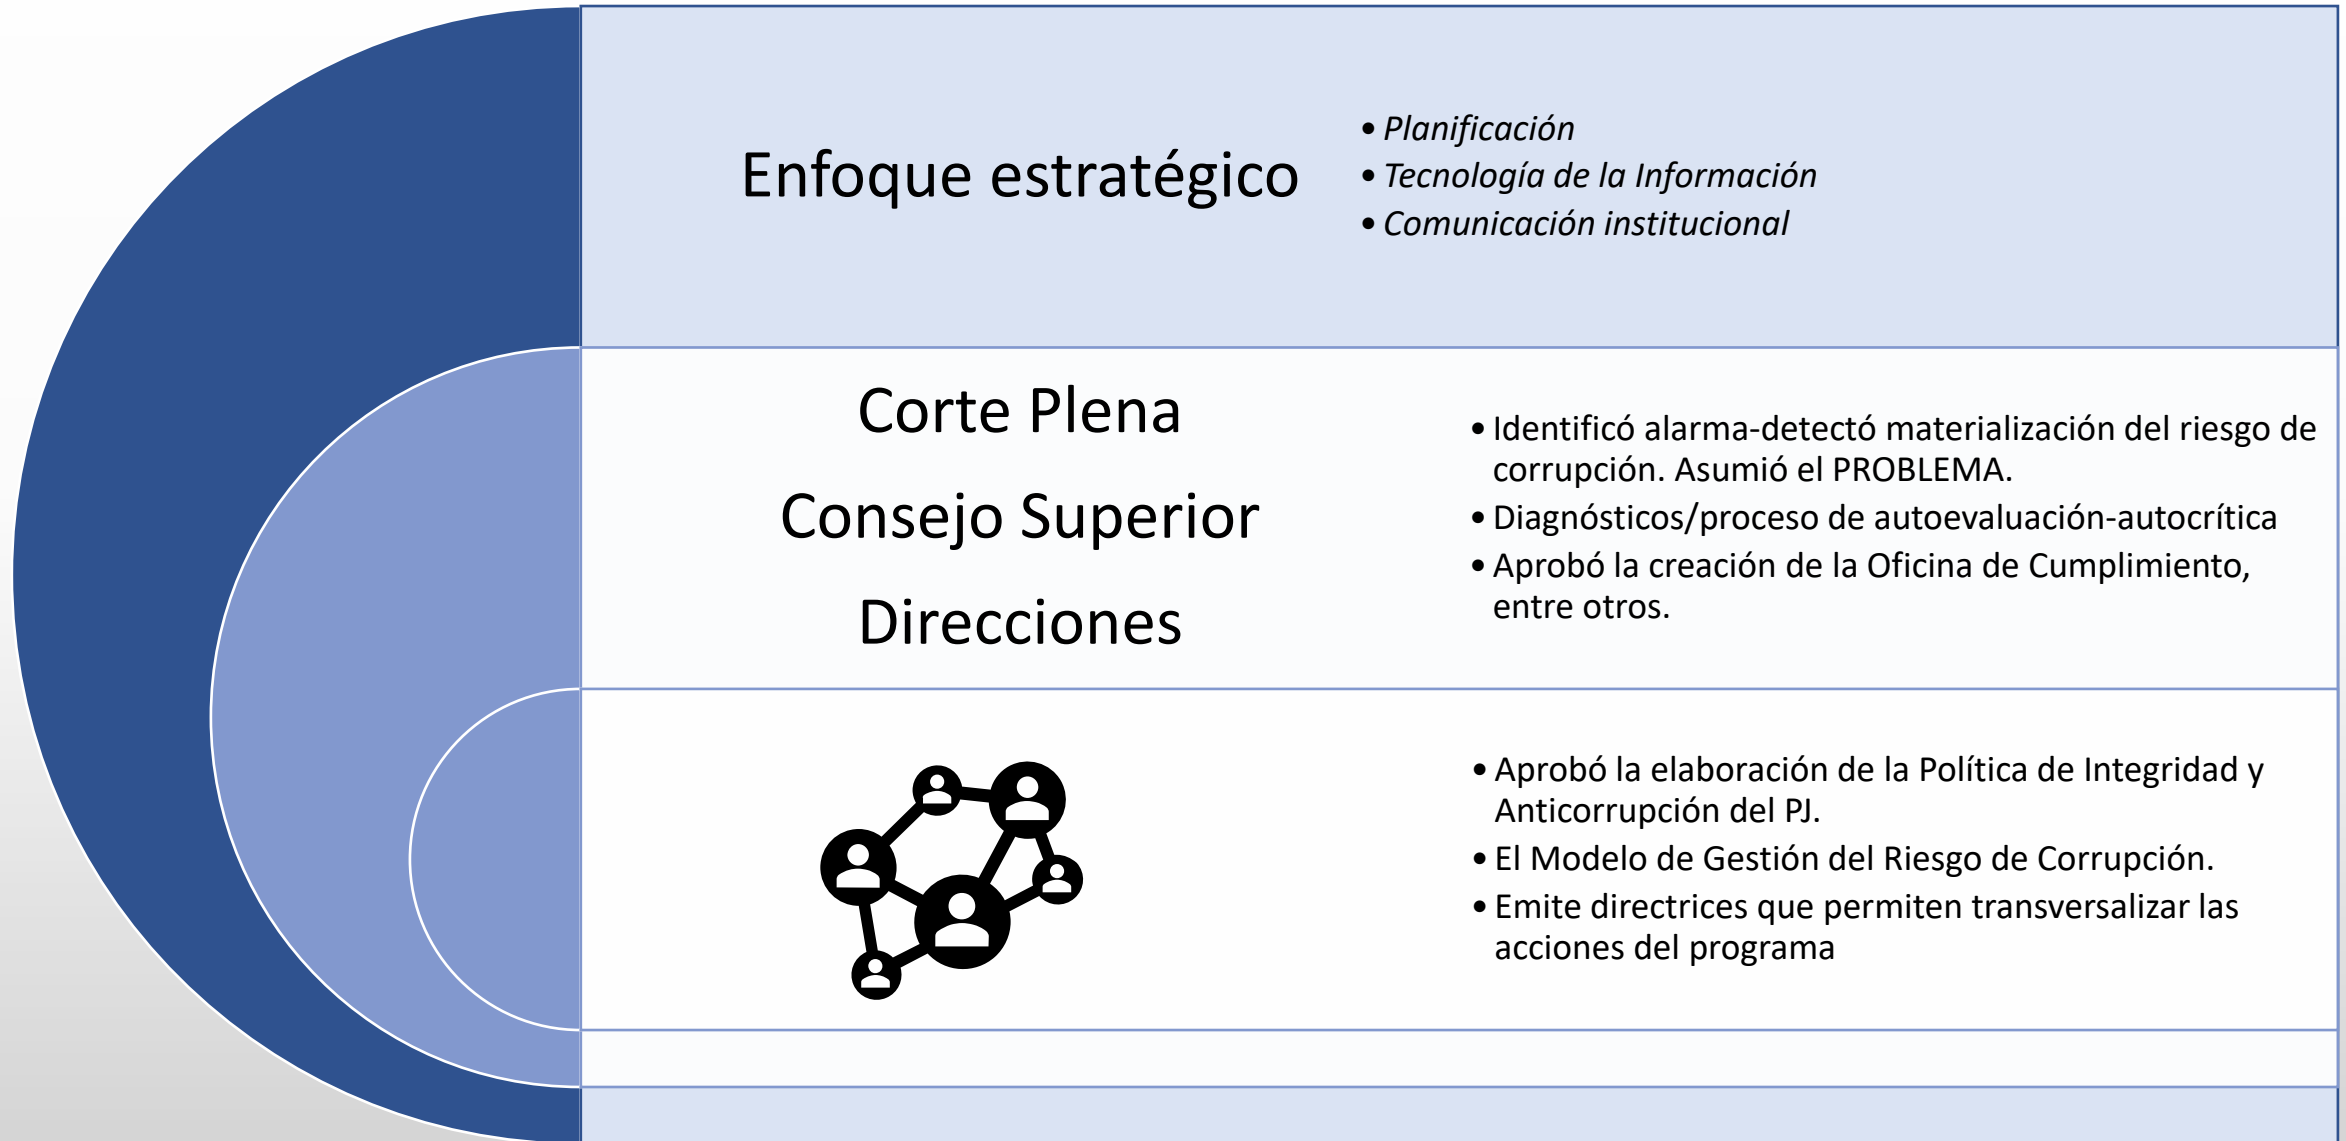 Enfoque estratégico
• Planificación
• Tecnología de la Información
• Comunicación institucional
Corte Plena
Consejo Superior
Direcciones
• Identificó alarma-detectó materialización del riesgo de
corrupción. Asumió el PROBLEMA.
• Diagnósticos/proceso de autoevaluación-autocrítica
• Aprobó la creación de la Oficina de Cumplimiento,
entre otros.
• Aprobó la elaboración de la Política de Integridad y
Anticorrupción del PJ.
• El Modelo de Gestión del Riesgo de Corrupción.
• Emite directrices que permiten transversalizar las
acciones del programa